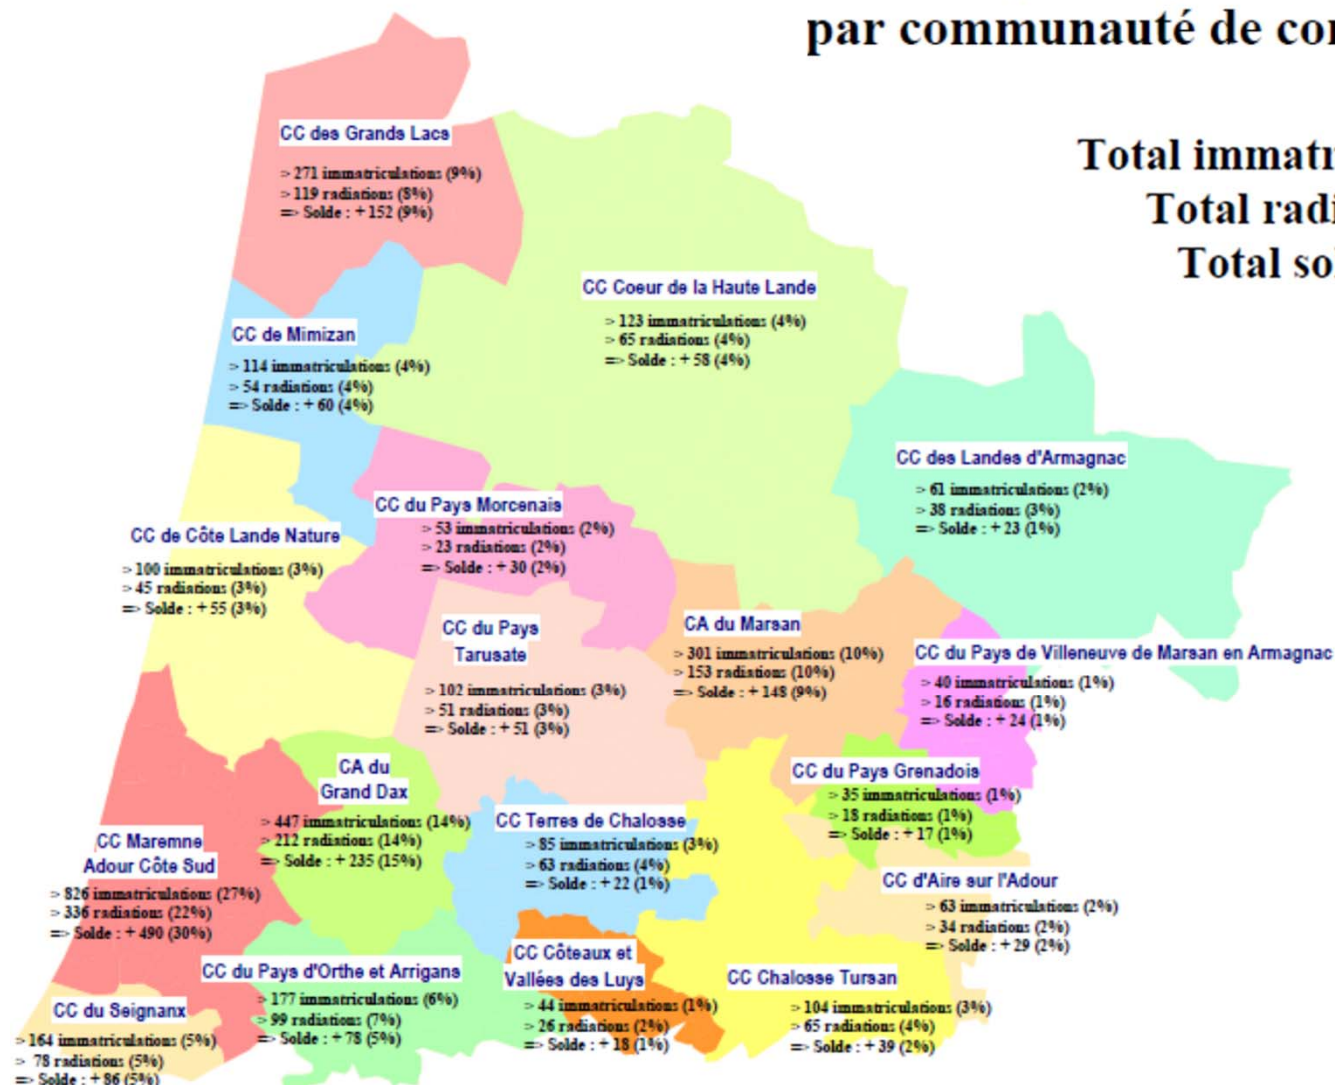 par communauté de con
Total immatri
Total radi
Total sol
CC des Grands Lacs
> 271 immatriculations (9%)
> 119 radiations (8%)
=> Solde : + 152 (9%)
CC Coeur de la Haute Lande
> 123 immatriculations (4%)
> 65 radiations (4%)
=> Solde : + 58 (4%)
CC de Mimizan
> 114 immatriculations (4%)
> 54 radiations (4%)
=> Solde : + 60 (4%)
CC des Landes d'Armagnac
> 61 immatriculations (2%)
> 38 radiations (3%)
=> Solde : + 23 (1%)
CC du Pays Morcenais
> 53 immatriculations (2%)
> 23 radiations (2%)
=> Solde : + 30 (2%)
CC de Côte Lande Nature
> 100 immatriculations (3%)
> 45 radiations (3%)
=> Solde : + 55 (3%)
CC du Pays
Tarusate
> 102 immatriculations (3%)
> 51 radiations (3%)
=> Solde : + 51 (3%)
CA du Marsan
> 301 immatriculations (10%)
> 153 radiations (10%)
=> Solde : + 148 (9%)
CC du Pays de Villeneuve de Marsan en Armagnac
> 40 immatriculations (1%)
> 16 radiations (1%)
=> Solde : + 24 (1%)
CA du
Grand Dax
> 447 immatriculations (14%)
> 212 radiations (14%)
=> Solde : + 235 (15%)
CC du Pays Grenadois
> 35 immatriculations (1%)
> 18 radiations (1%)
=> Solde : + 17 (1%)
CC Terres de Chalosse
> 85 immatriculations (3%)
> 63 radiations (4%)
=> Solde : + 22 (1%)
CC Maremne
Adour Côte Sud
> 826 immatriculations (27%)
> 336 radiations (22%)
=> Solde : + 490 (30%)
CC d'Aire sur l'Adour
> 63 immatriculations (2%)
> 34 radiations (2%)
=> Solde : + 29 (2%)
CC du Pays d'Orthe et Arrigans
> 177 immatriculations (6%)
> 99 radiations (7%)
=> Solde : + 78 (5%)
CC Côteaux et
Vallées des Luys
> 44 immatriculations (1%)
> 26 radiations (2%)
=> Solde : + 18 (1%)
CC Chalosse Tursan
> 104 immatriculations (3%)
> 65 radiations (4%)
=> Solde : + 39 (2%)
CC du Seignanx
> 164 immatriculations (5%)
> 78 radiations (5%)
=> Solde : + 86 (5%)